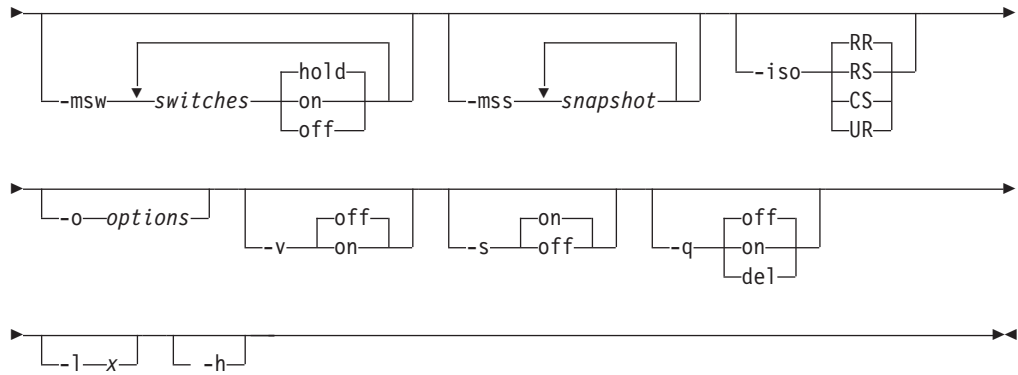 -msw switches hold
on
off
-mss snapshot
-iso RR
RS
CS
UR
-o options
-v off
on
-s on
off
-q off
on
del
-l x
-h